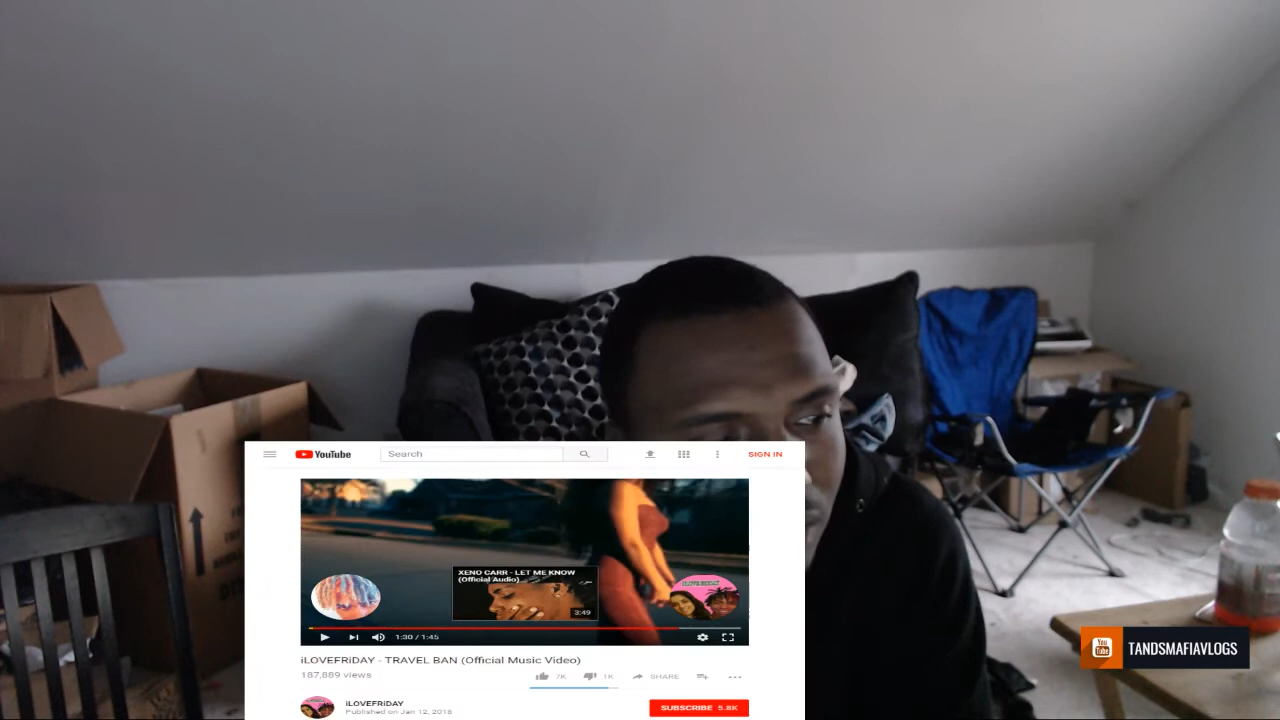 YouTube
Search
SIGN IN
XENO CARR - LET ME KNOW
(Official Audio)
3:49
1:30 / 1:45
iLOVEFRiDAY - TRAVEL BAN (Official Music Video)
187,889 views
7K
1K
SHARE
iLOVEFRiDAY
Published on Jan 12, 2018
SUBSCRIBE 5.8K
You
Tube
TANDSMAFIAVLOGS